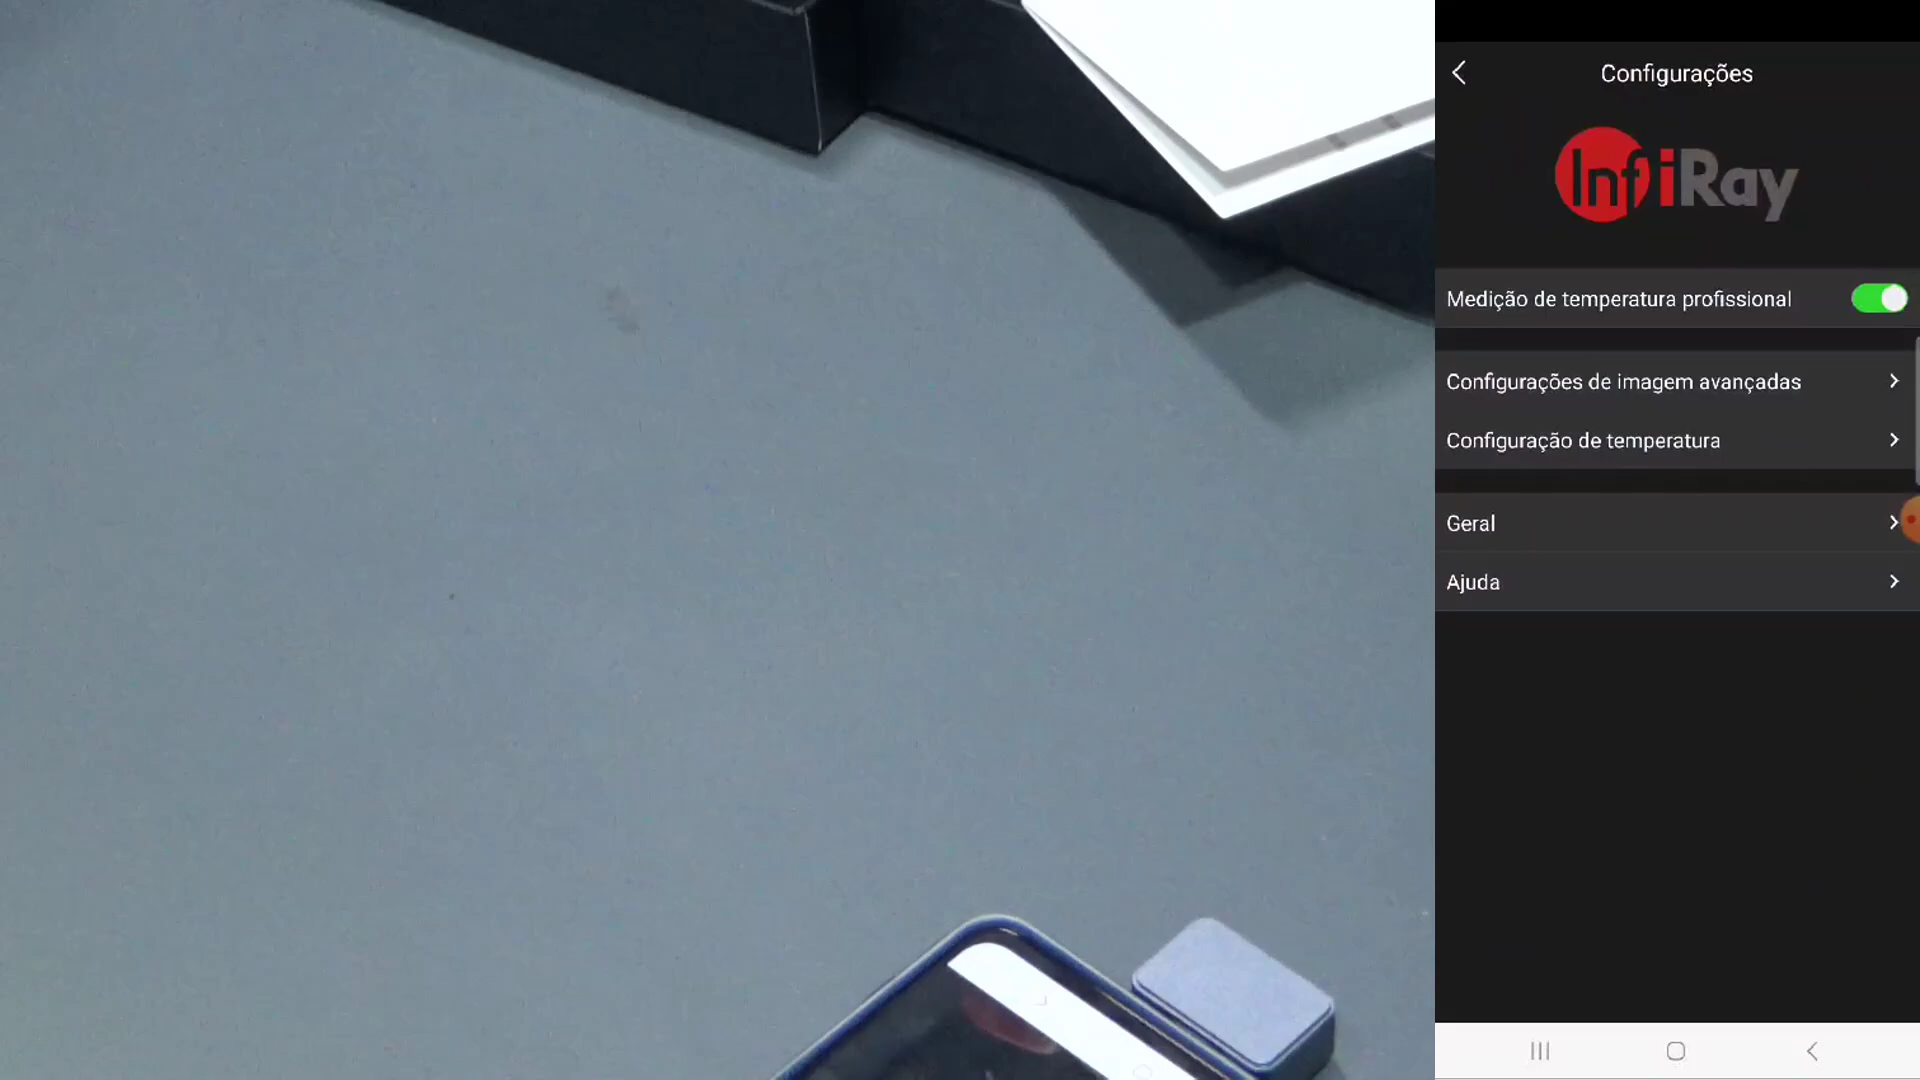 Configurações
InfiRay
Medição de temperatura profissional
Configurações de imagem avançadas
Configuração de temperatura
Geral
Ajuda